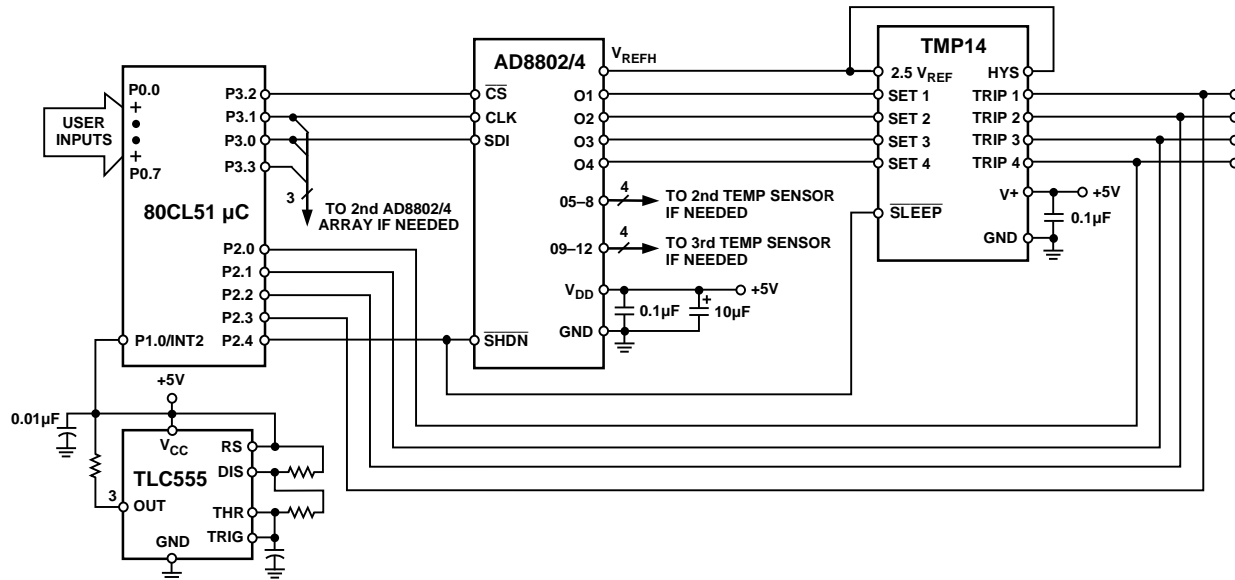 USER INPUTS
P0.0
P0.7
80CL51 µC
P3.2
P3.1
P3.0
P3.3
P2.0
P2.1
P2.2
P2.3
P2.4
P1.0/INT2
3
TO 2nd AD8802/4
ARRAY IF NEEDED
AD8802/4
CS
CLK
SDI
SHDN
VREFH
O1
O2
O3
O4
05–8
09–12
VDD
GND
4
TO 2nd TEMP SENSOR
IF NEEDED
4
TO 3rd TEMP SENSOR
IF NEEDED
+5V
0.1µF
+
10µF
TMP14
2.5 VREF
SET 1
SET 2
SET 3
SET 4
SLEEP
HYS
TRIP 1
TRIP 2
TRIP 3
TRIP 4
V+
GND
+5V
0.1µF
+5V
0.01µF
VCC
TLC555
3
OUT
RS
DIS
THR
TRIG
GND